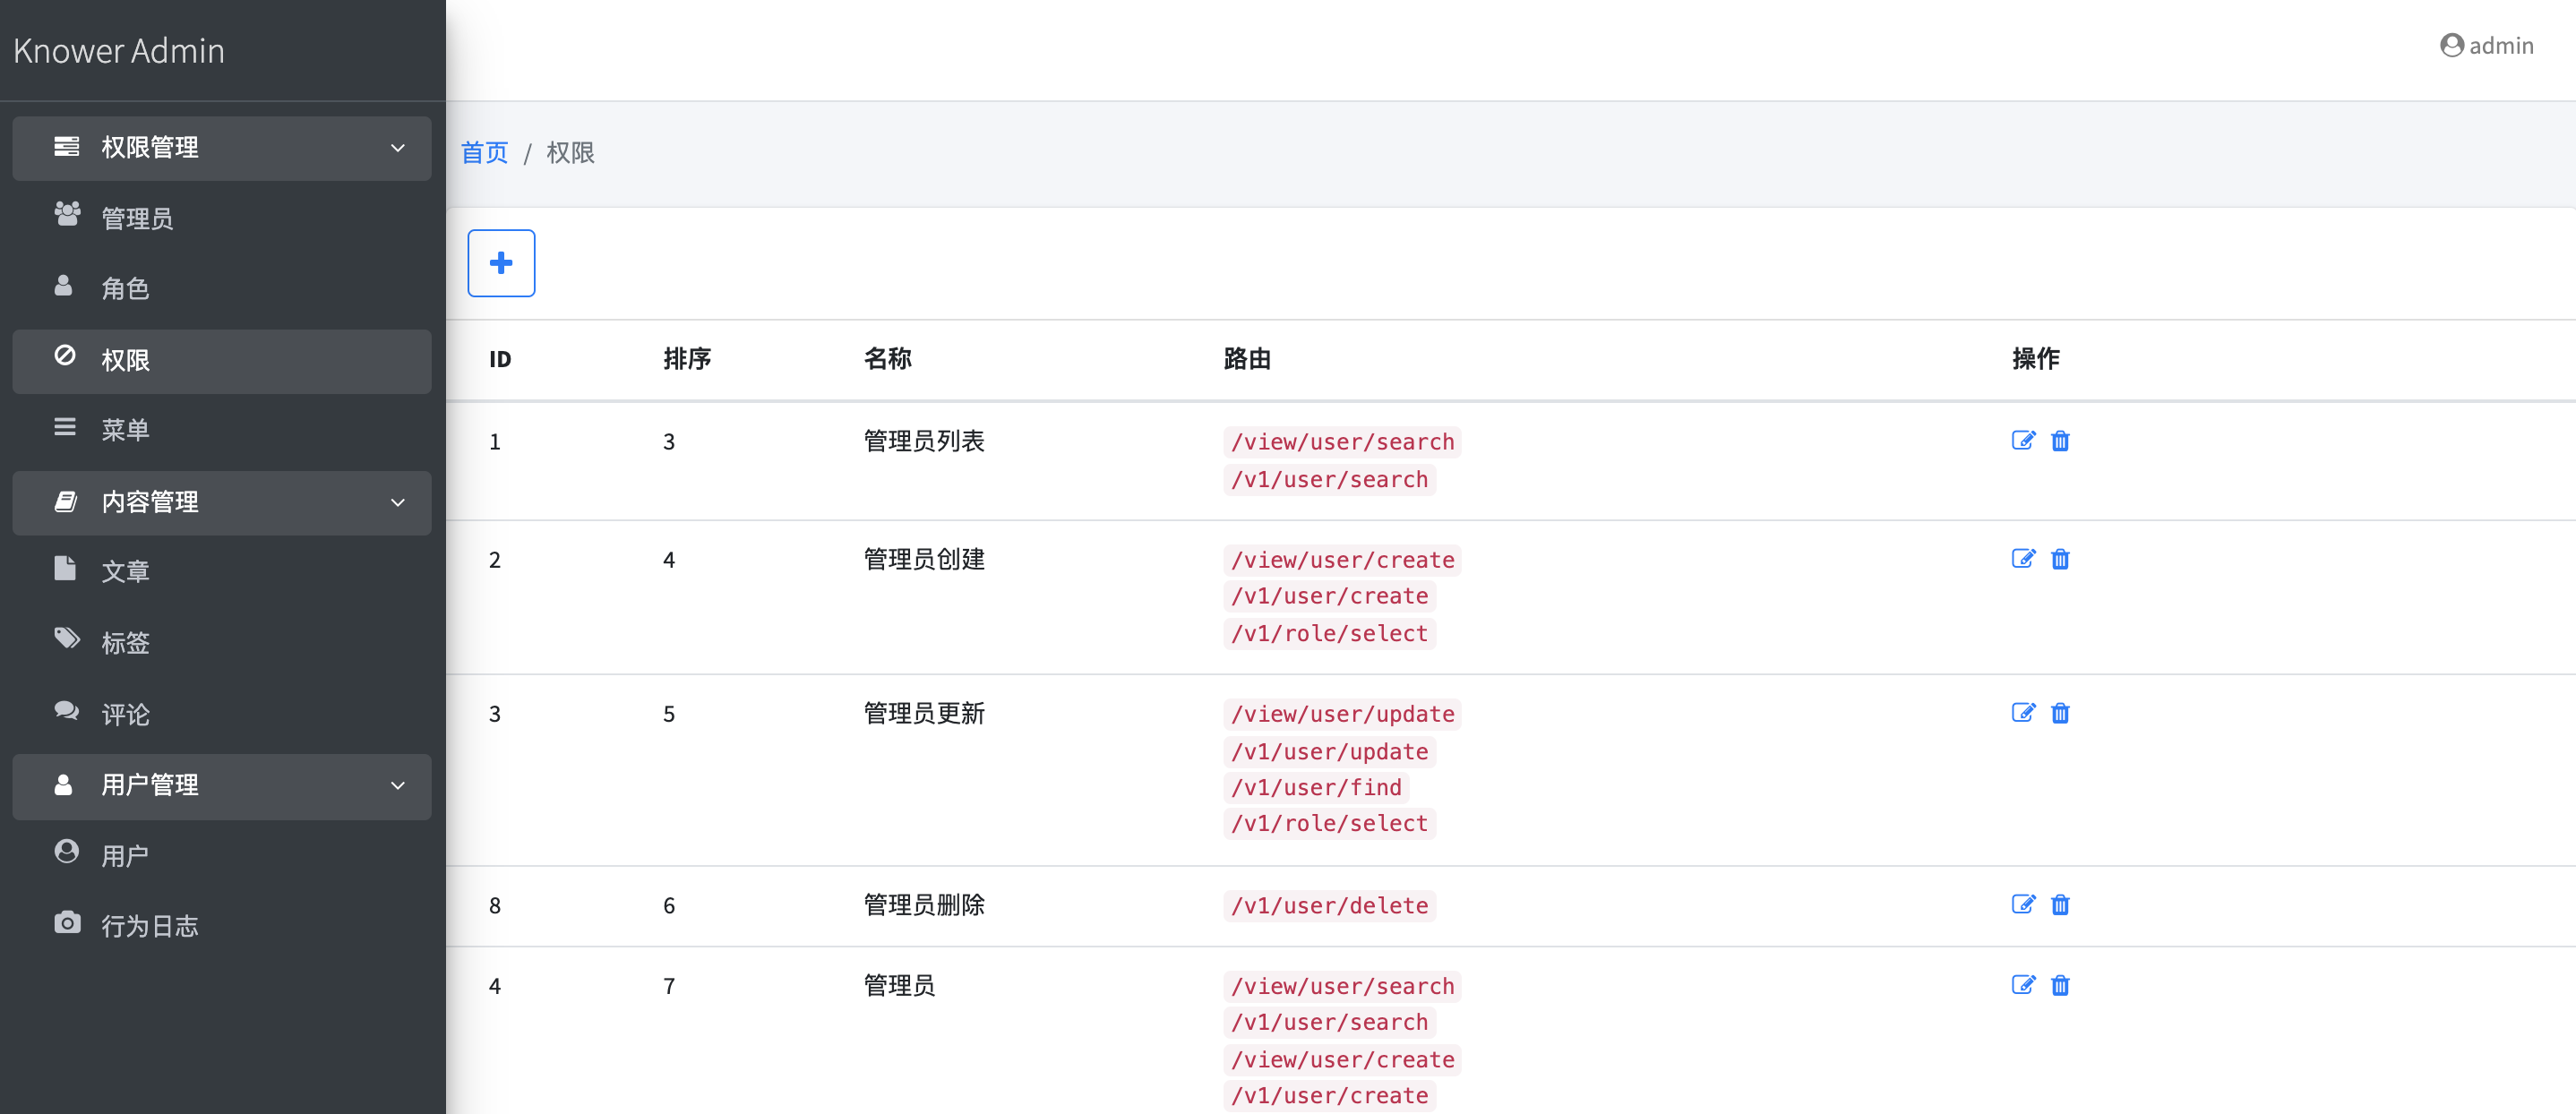 Knower Admin
admin
权限管理
管理员
角色
权限
菜单
内容管理
文章
标签
评论
用户管理
用户
行为日志
首页 / 权限
ID 排序 名称 路由 操作
1 3 管理员列表 /view/user/search
/v1/user/search
2 4 管理员创建 /view/user/create
/v1/user/create
/v1/role/select
3 5 管理员更新 /view/user/update
/v1/user/update
/v1/user/find
/v1/role/select
8 6 管理员删除 /v1/user/delete
4 7 管理员 /view/user/search
/v1/user/search
/view/user/create
/v1/user/create